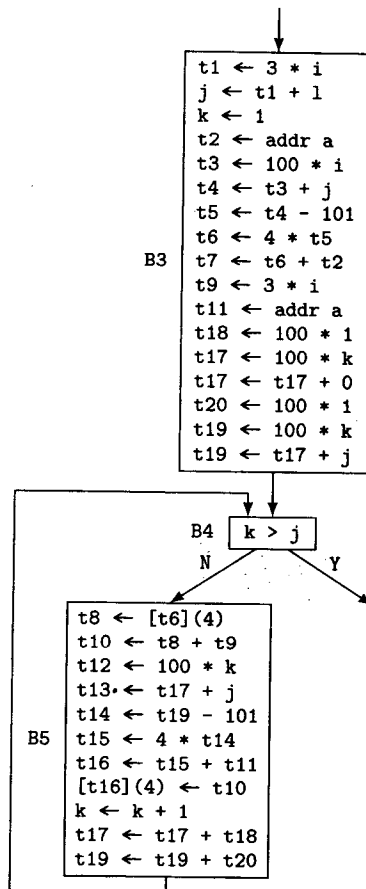 t1 ← 3 * i
j ← t1 + 1
k ← 1
t2 ← addr a
t3 ← 100 * i
t4 ← t3 + j
t5 ← t4 - 101
t6 ← 4 * t5
t7 ← t6 + t2
B3
t9 ← 3 * i
t11 ← addr a
t18 ← 100 * 1
t17 ← 100 * k
t17 ← t17 + 0
t20 ← 100 * 1
t19 ← 100 * k
t19 ← t17 + j
B4 k > j
N Y
t8 ← [t6](4)
t10 ← t8 + t9
t12 ← 100 * k
t13 ← t17 + j
t14 ← t19 - 101
B5
t15 ← 4 * t14
t16 ← t15 + t11
[t16](4) ← t10
k ← k + 1
t17 ← t17 + t18
t19 ← t19 + t20